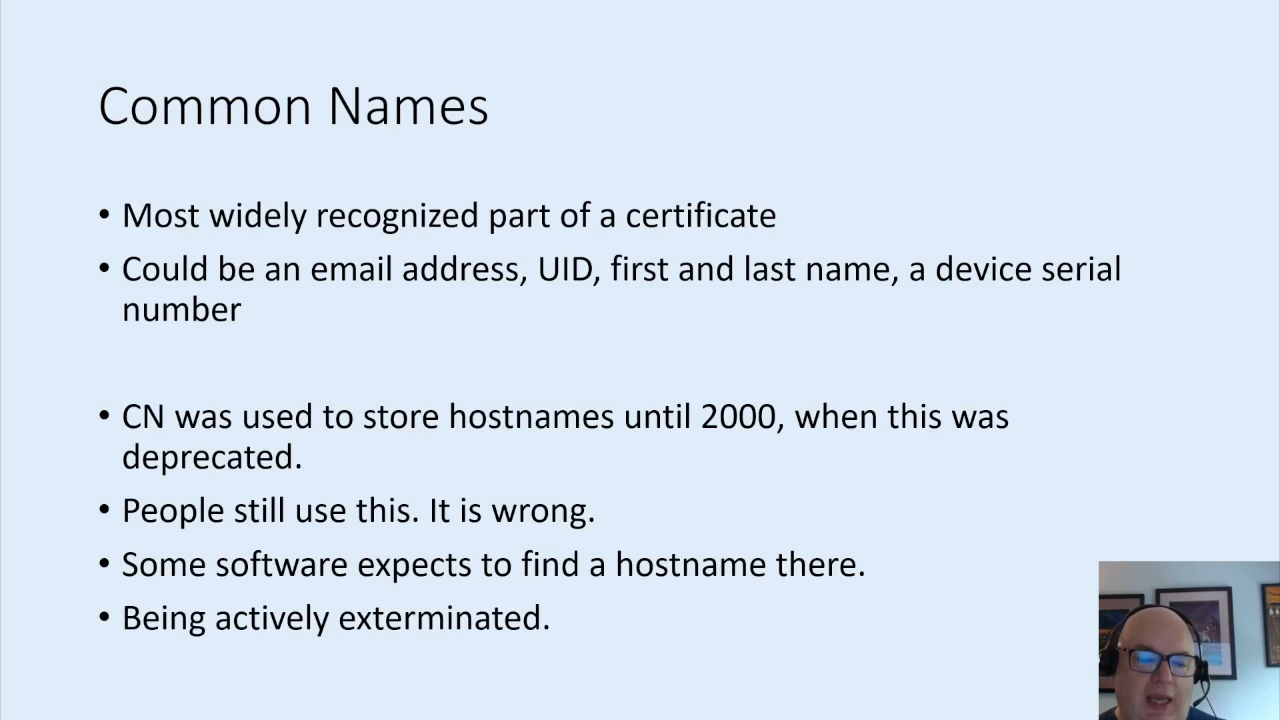 Common Names
• Most widely recognized part of a certificate
• Could be an email address, UID, first and last name, a device serial
number
• CN was used to store hostnames until 2000, when this was
deprecated.
• People still use this. It is wrong.
• Some software expects to find a hostname there.
• Being actively exterminated.